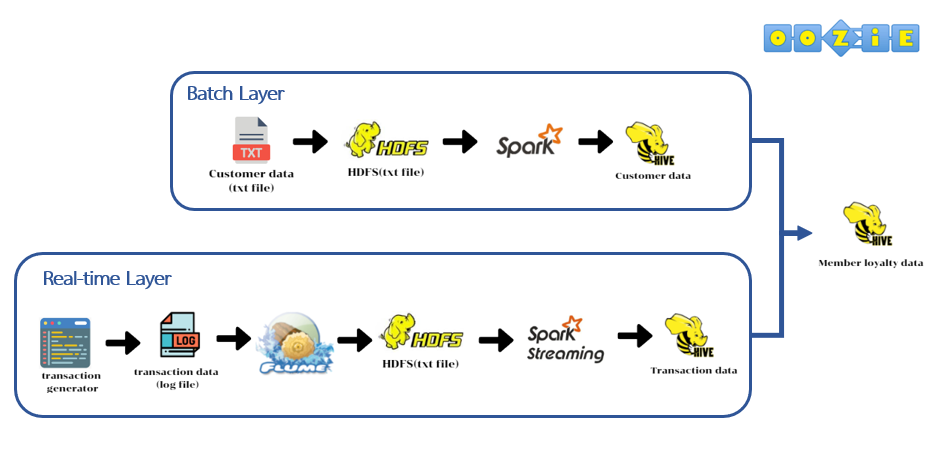 OOZiE
Batch Layer
TXT
HDFS
Spark
HIVE
Customer data
(txt file)
HDFS(txt file)
Customer data
HIVE
Member loyalty data
Real-time Layer
LOG
FLUME
HDFS
Spark
Streaming
HIVE
transaction
generator
transaction data
(log file)
HDFS(txt file)
Transaction data